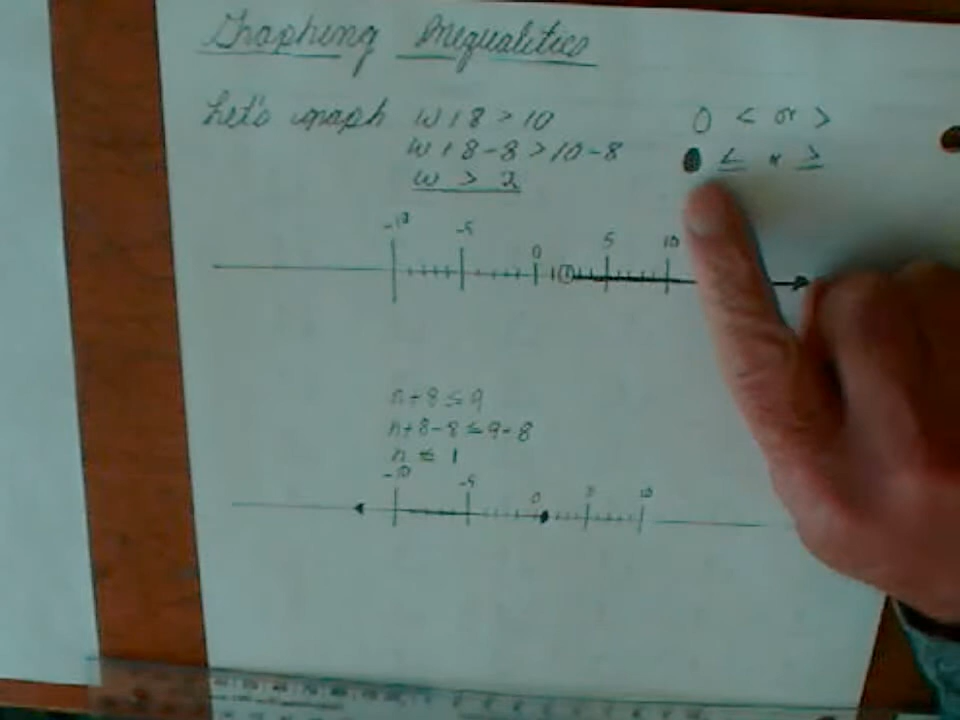 Graphing Inequalities
Let's graph w+8 > 10
w+8-8 > 10-8
w > 2
O < or >
● ≤ or ≥
-10 -5 0 5 10
n+8 ≤ 9
n+8-8 ≤ 9-8
n ≤ 1
-10 -5 0 5 10